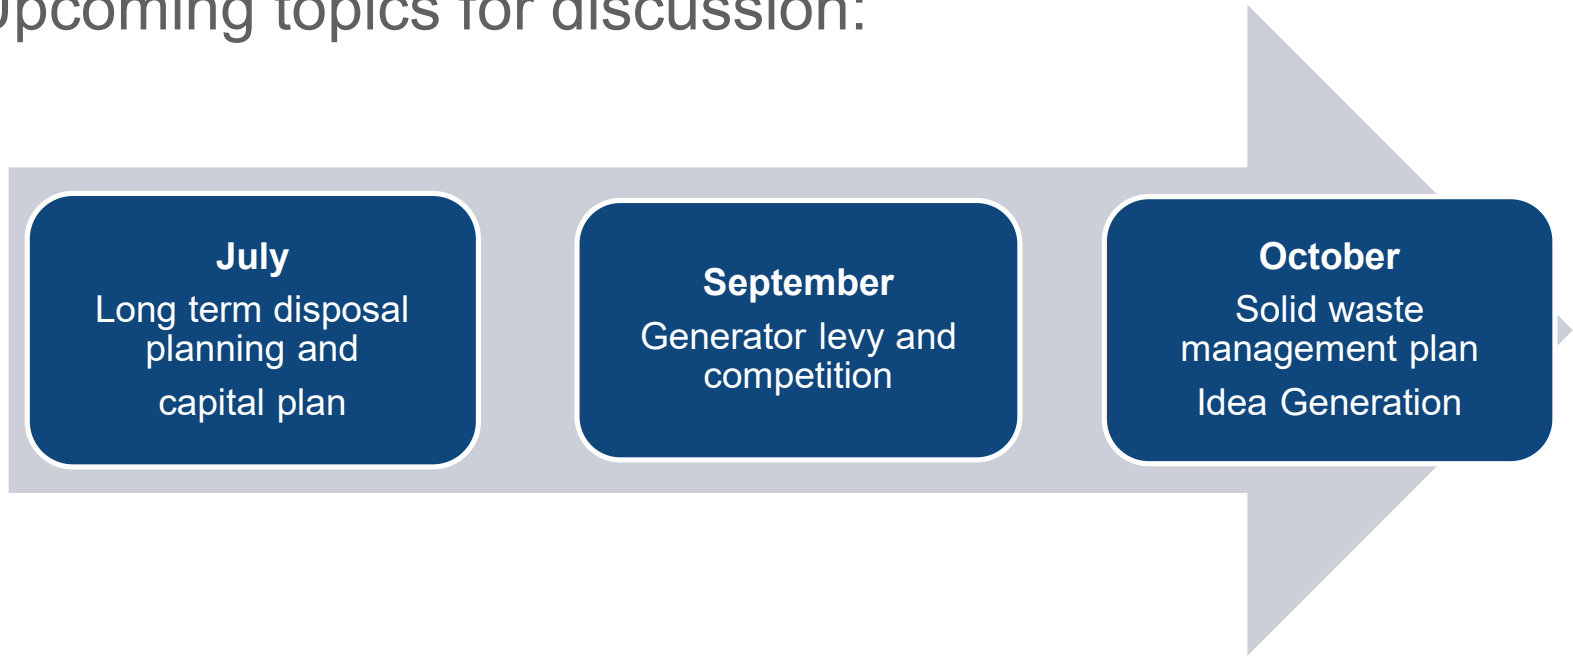 Upcoming topics for discussion:
July
Long term disposal
planning and
capital plan
September
Generator levy and
competition
October
Solid waste
management plan
Idea Generation